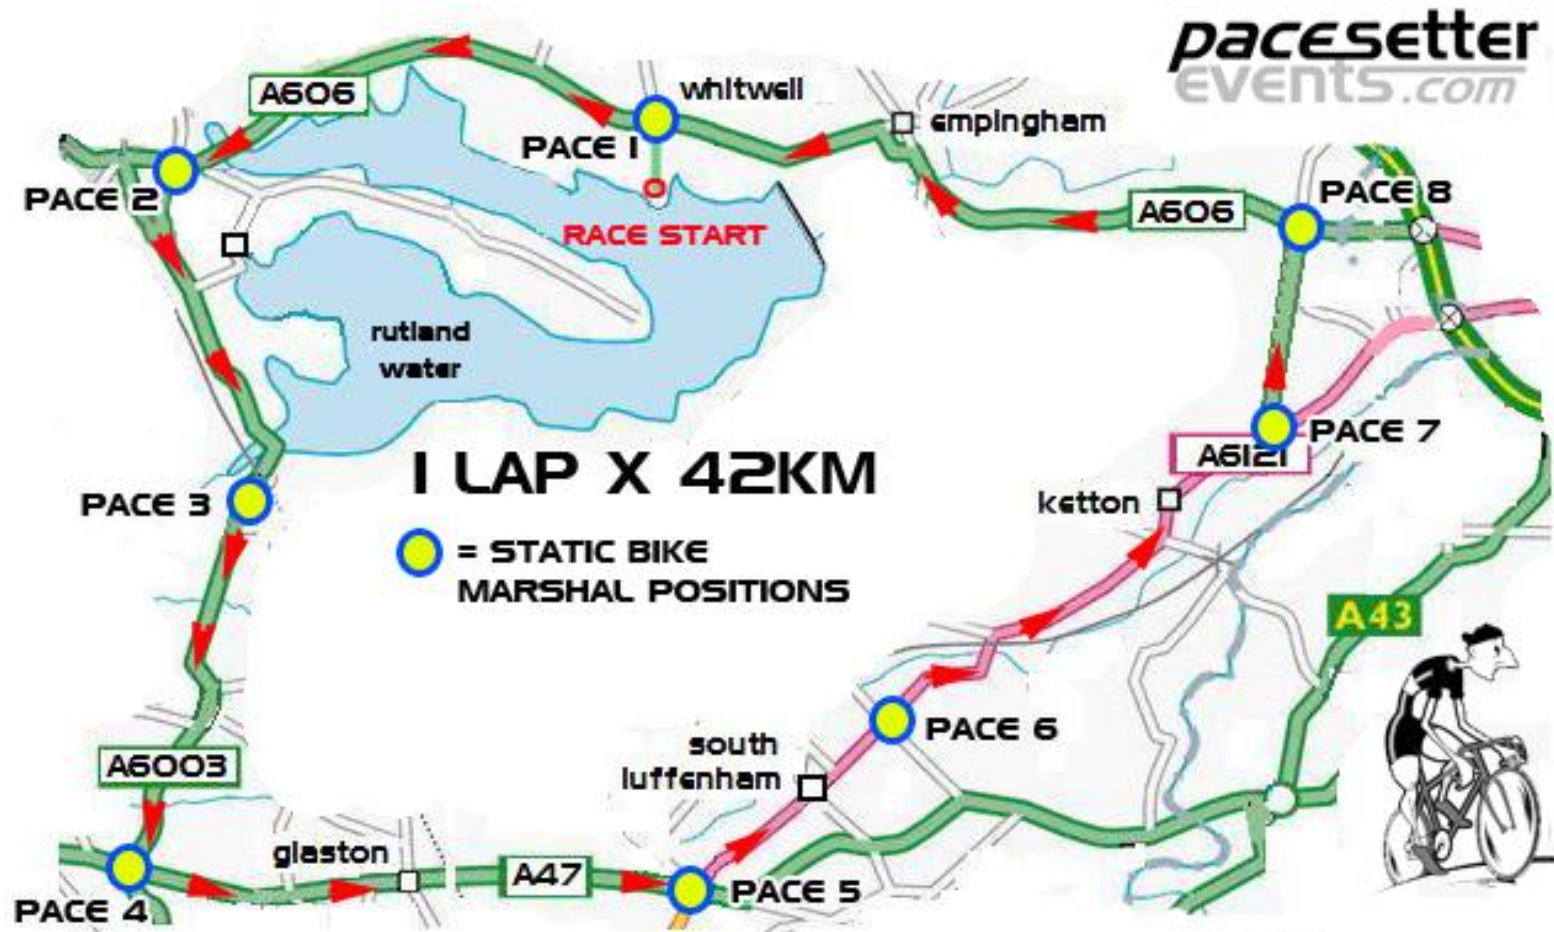 pacesetter
events.com
A606
whitwell
empingham
PACE 1
PACE 2
PACE 8
A606
RACE START
rutland
water
1 LAP X 42KM
PACE 7
A6121
PACE 3
ketton
= STATIC BIKE
MARSHAL POSITIONS
A43
PACE 6
south
luffenham
A6003
glaston
A47
PACE 5
PACE 4